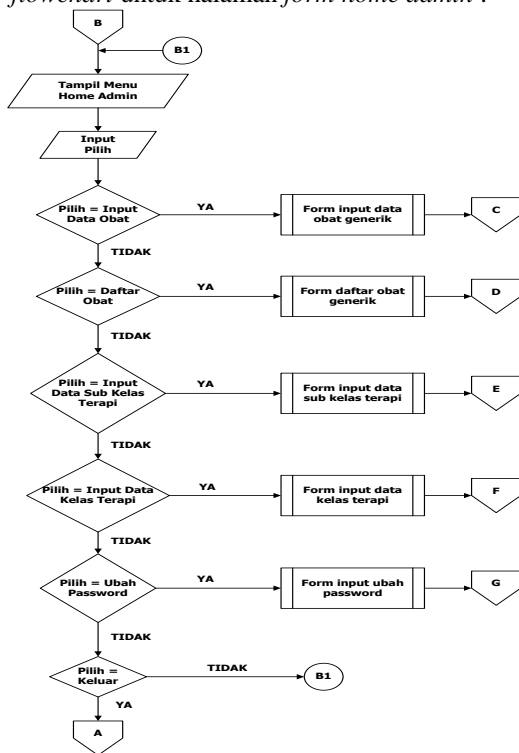 flowchart untuk halaman form home admin :
B
B1
Tampil Menu
Home Admin
Input
Pilih
Pilih = Input
Data Obat
YA
Form input data
obat generik
C
TIDAK
Pilih = Daftar
Obat
YA
Form daftar obat
generik
D
TIDAK
Pilih = Input
Data Sub Kelas
Terapi
YA
Form input data
sub kelas terapi
E
TIDAK
Pilih = Input Data
Kelas Terapi
YA
Form input data
kelas terapi
F
TIDAK
Pilih = Ubah
Password
YA
Form input ubah
password
G
TIDAK
Pilih =
Keluar
TIDAK
B1
YA
A